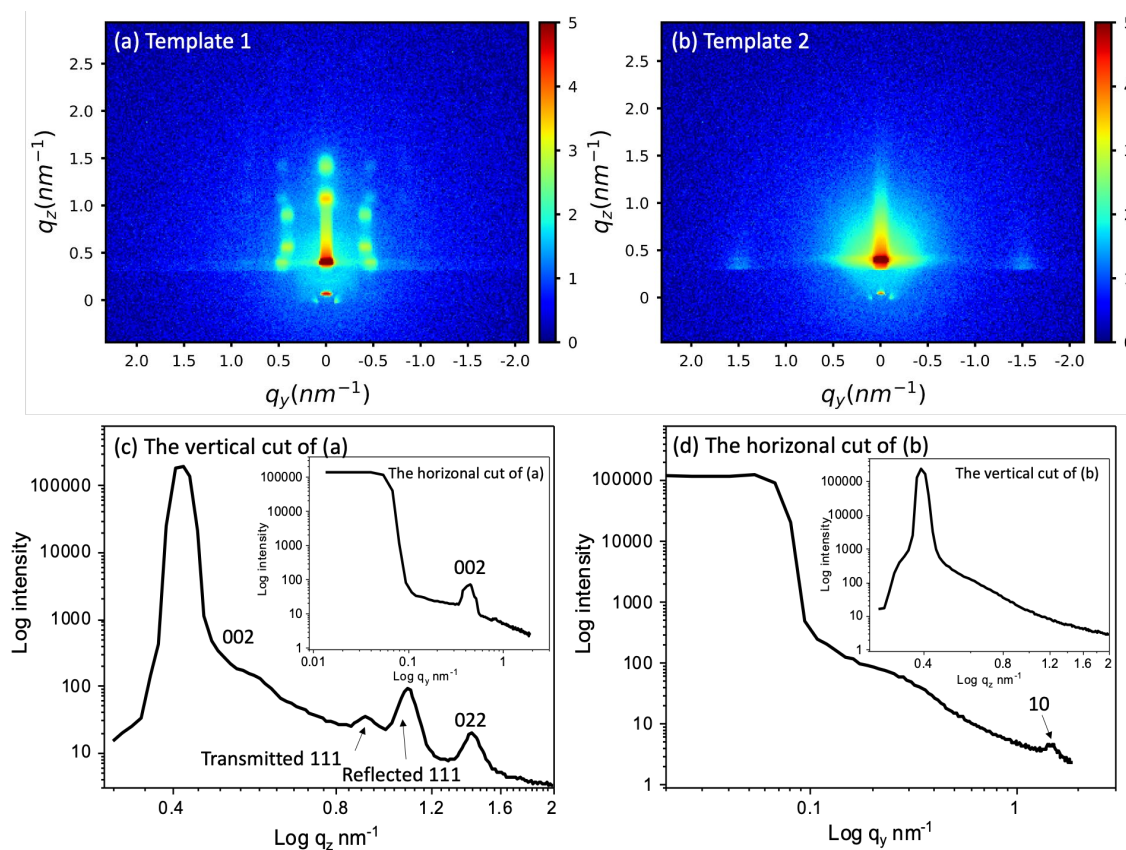 (a) Template 1
q_z(nm^{-1})
2.5
2.0
1.5
1.0
0.5
0
2.0 1.5 1.0 0.5 0 -0.5 -1.0 -1.5 -2.0
q_y(nm^{-1})
5
4
3
2
1
0
(b) Template 2
q_z(nm^{-1})
2.5
2.0
1.5
1.0
0.5
0
2.0 1.5 1.0 0.5 0 -0.5 -1.0 -1.5 -2.0
q_y(nm^{-1})
(c) The vertical cut of (a)
Log intensity
100000
10000
1000
100
10
002
Transmitted 111
Reflected 111
022
0.4 0.8 1.2 1.6 2
Log q_z nm^{-1}
The horizonal cut of (a)
Log intensity
100000
10000
1000
100
10
1
002
0.01 0.1 1
Log q_y nm^{-1}
(d) The horizonal cut of (b)
Log intensity
100000
10000
1000
100
10
1
10
0.1 1
Log q_y nm^{-1}
The vertical cut of (b)
Log intensity
100000
10000
1000
100
10
1
0.4 0.8 1.2 1.6 2
Log q_z nm^{-1}